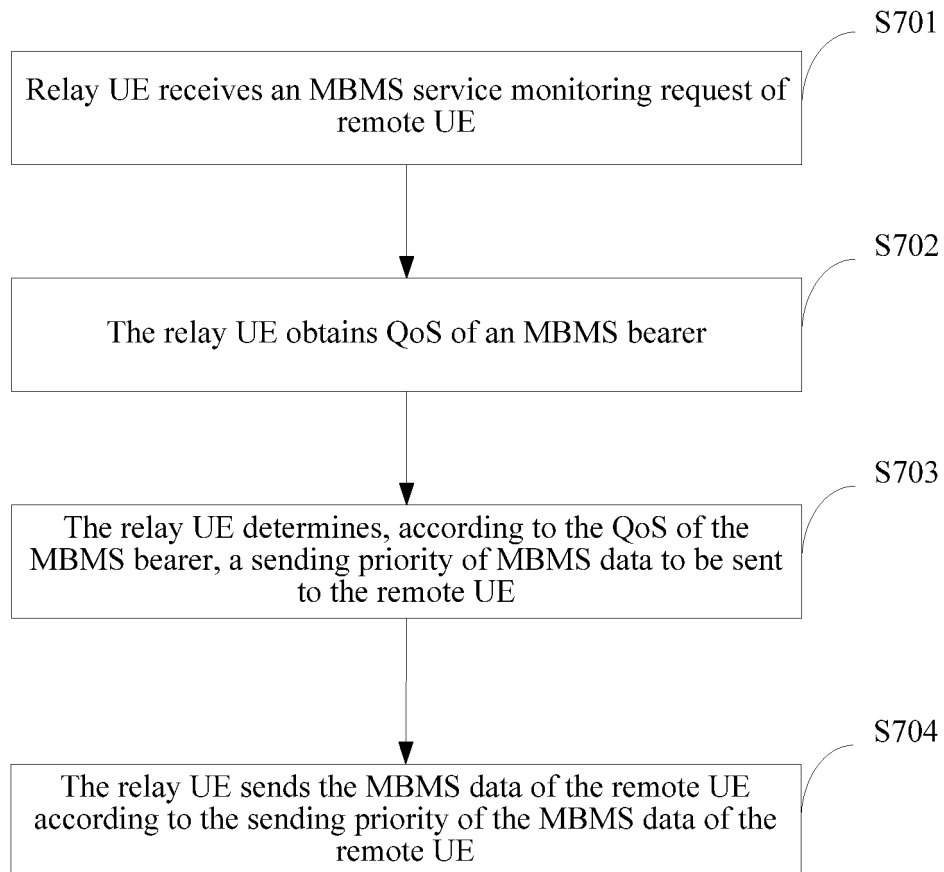 S701
Relay UE receives an MBMS service monitoring request of
remote UE
S702
The relay UE obtains QoS of an MBMS bearer
S703
The relay UE determines, according to the QoS of the
MBMS bearer, a sending priority of MBMS data to be sent
to the remote UE
S704
The relay UE sends the MBMS data of the remote UE
according to the sending priority of the MBMS data of the
remote UE